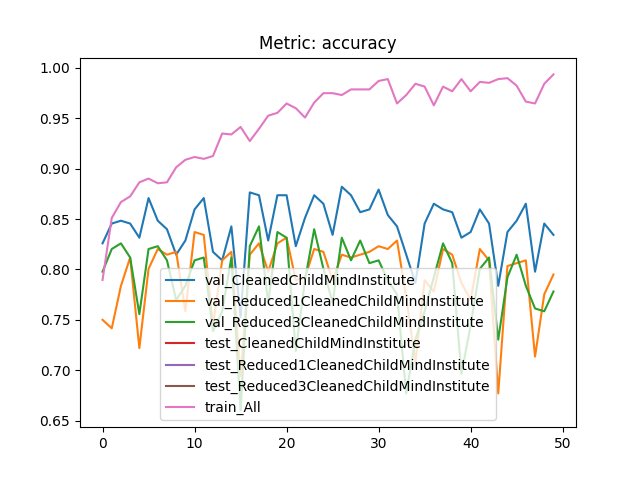 Metric: accuracy
1.00
0.95
0.90
0.85
0.80
0.75
0.70
0.65
val_CleanedChildMindInstitute
val_Reduced1CleanedChildMindInstitute
val_Reduced3CleanedChildMindInstitute
test_CleanedChildMindInstitute
test_Reduced1CleanedChildMindInstitute
test_Reduced3CleanedChildMindInstitute
train_All
0 10 20 30 40 50